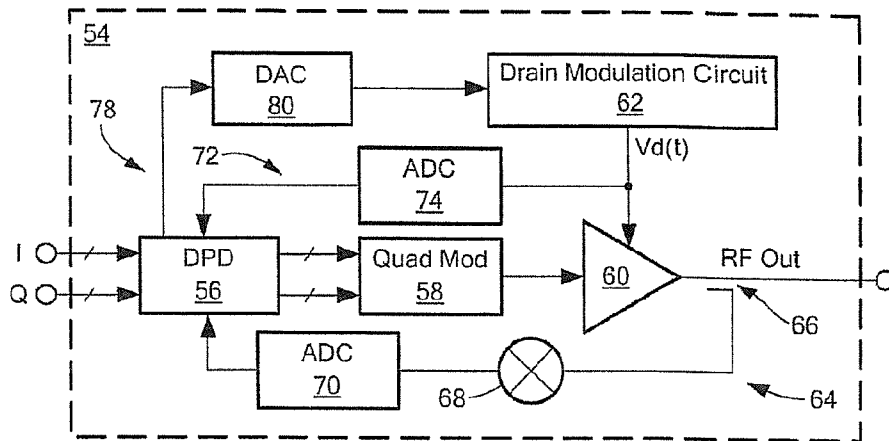 54
DAC
80
Drain Modulation Circuit
62
78
72
Vd(t)
ADC
74
I
Q
DPD
56
Quad Mod
58
60
RF Out
66
ADC
70
68
64